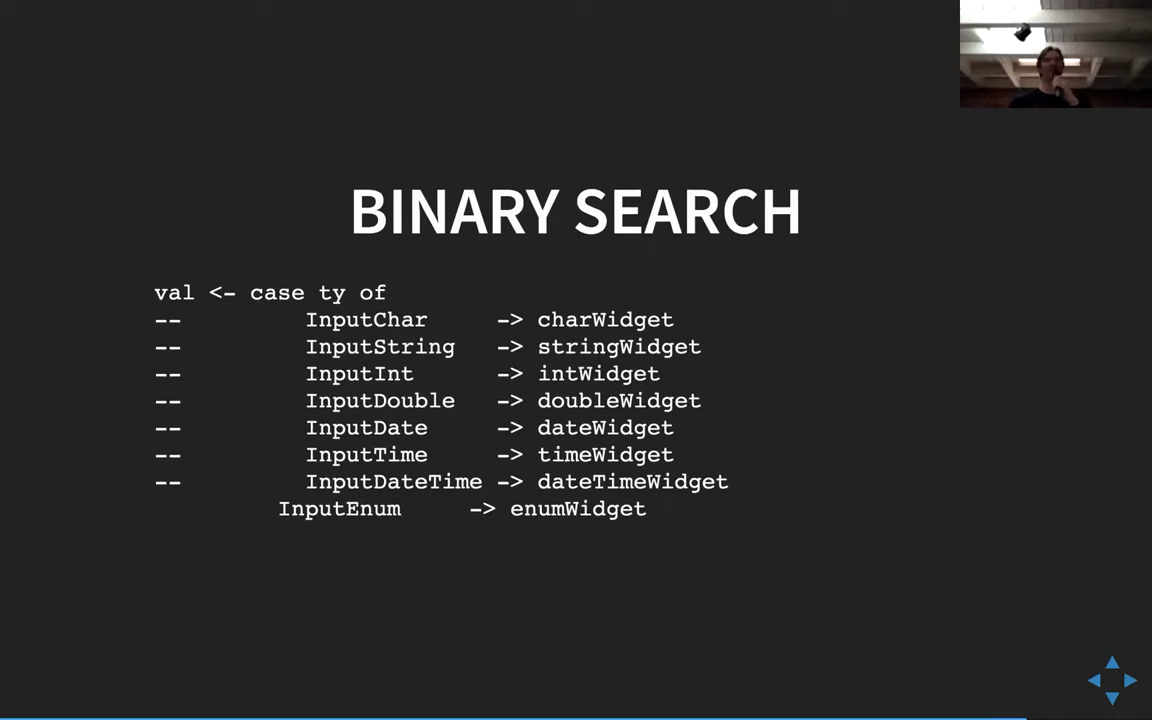 BINARY SEARCH
val <- case ty of
--         InputChar     -> charWidget
--         InputString   -> stringWidget
--         InputInt      -> intWidget
--         InputDouble   -> doubleWidget
--         InputDate     -> dateWidget
--         InputTime     -> timeWidget
--         InputDateTime -> dateTimeWidget
         InputEnum     -> enumWidget